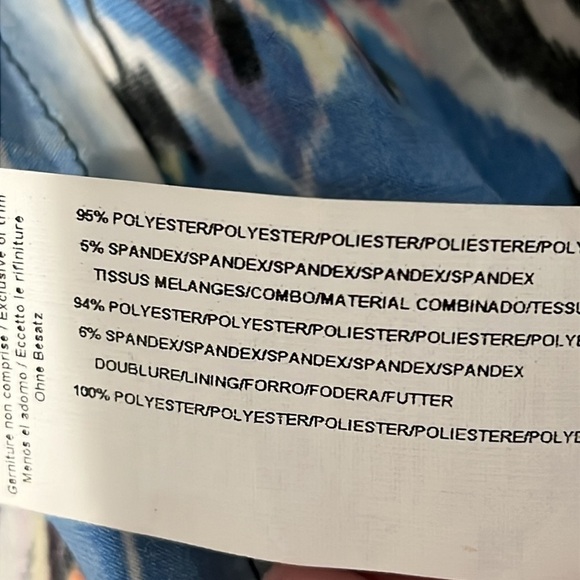 95% POLYESTER/POLYESTER/POLIESTER/POLIESTERE/POLY
5% SPANDEX/SPANDEX/SPANDEX/SPANDEX/SPANDEX
TISSUS MELANGES/COMBO/MATERIAL COMBINADO/TESSU
94% POLYESTER/POLYESTER/POLIESTER/POLIESTERE/POLYE
6% SPANDEX/SPANDEX/SPANDEX/SPANDEX/SPANDEX
DOUBLURE/LINING/FORRO/FODERA/FUTTER
100% POLYESTER/POLYESTER/POLIESTER/POLIESTERE/POLYE
Garniture non comprise / Exclusive of trim
Menos el adorno / Eccetto le rifiniture
Ohne Besatz